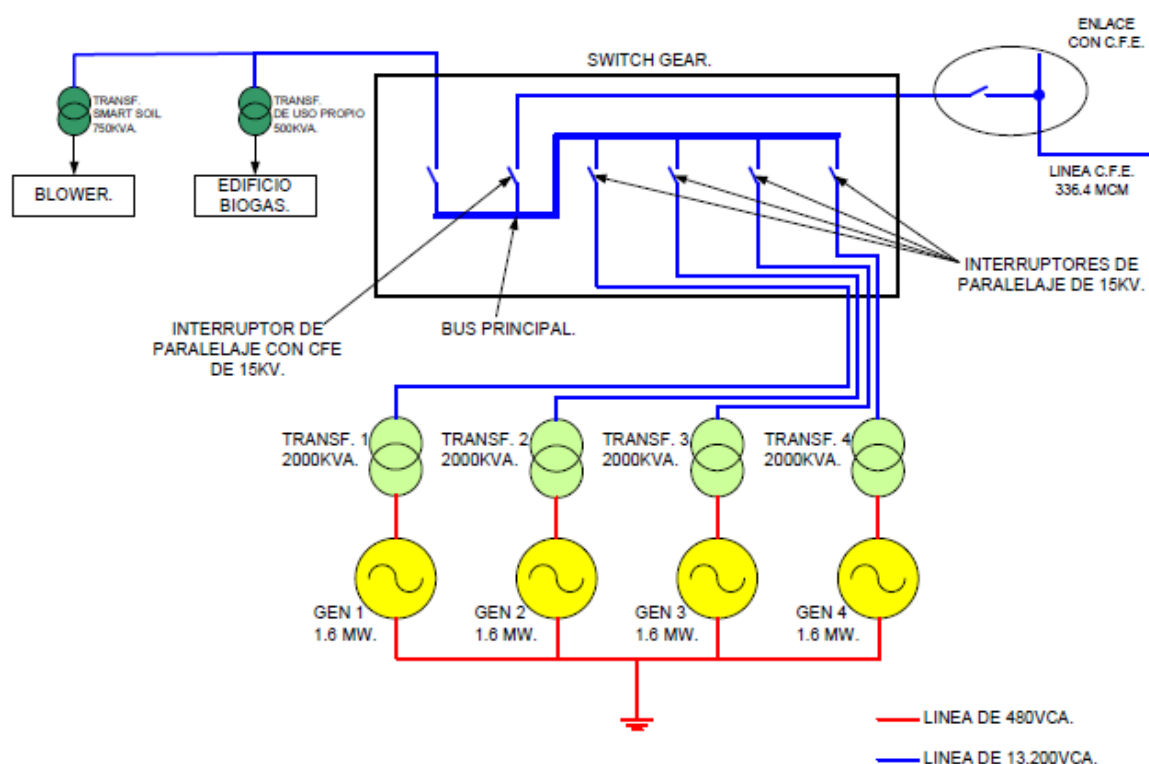 ENLACE
CON C.F.E.
SWITCH GEAR.
TRANSF.
SMART SOIL
750KVA.
TRANSF.
DE USO PROPIO
500KVA.
BLOWER.
EDIFICIO
BIOGAS.
LINEA C.F.E.
336.4 MCM
INTERRUPTORES DE
PARALELAJE DE 15KV.
INTERRUPTOR DE
PARALELAJE CON CFE
DE 15KV.
BUS PRINCIPAL.
TRANSF. 1
2000KVA.
TRANSF. 2
2000KVA.
TRANSF. 3
2000KVA.
TRANSF. 4
2000KVA.
GEN 1
1.6 MW.
GEN 2
1.6 MW.
GEN 3
1.6 MW.
GEN 4
1.6 MW.
LINEA DE 480VCA.
LINEA DE 13.200VCA.